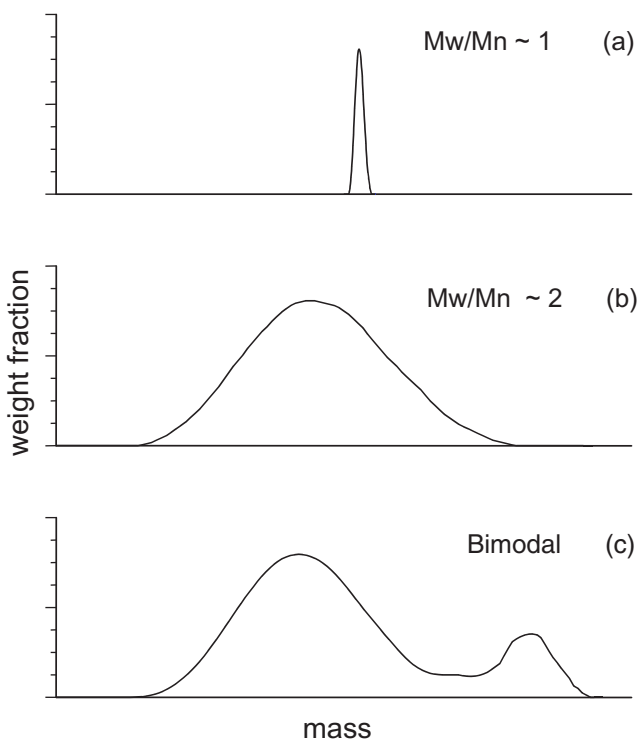 Mw/Mn ~ 1 (a)
Mw/Mn ~ 2 (b)
weight fraction
Bimodal (c)
mass